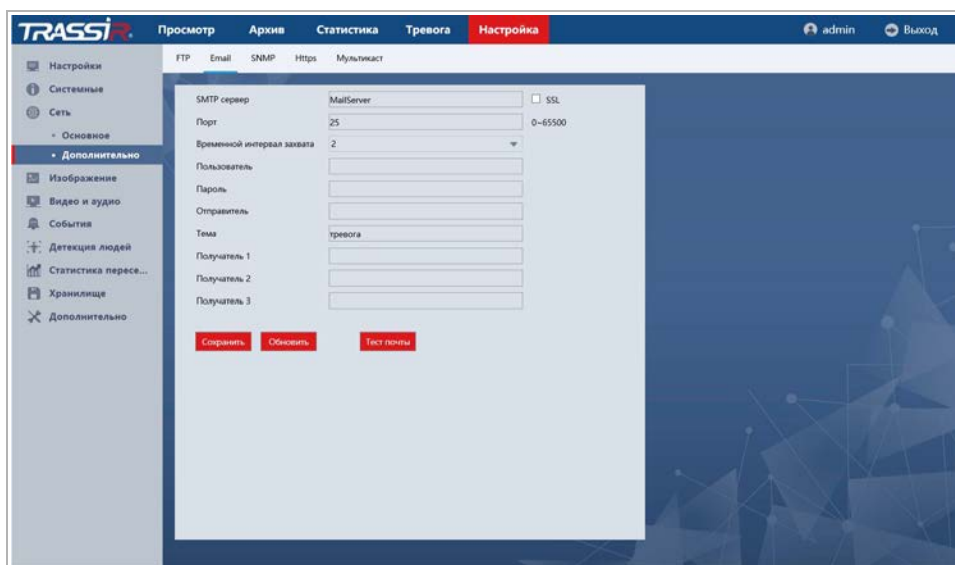 TRASSIR
Просмотр
Архив
Статистика
Тревога
Настройка
admin
Выход
FTP
Email
SNMP
Https
Мультикаст
Настройки
Системные
Сеть
Основное
Дополнительно
Изображение
Видео и аудио
События
Детекция людей
Статистика пересе...
Хранилище
Дополнительно
SMTP сервер MailServer SSL
Порт 25 0~65500
Временной интервал захвата 2
Пользователь
Пароль
Отправитель
Тема тревога
Получатель 1
Получатель 2
Получатель 3
Сохранить Обновить Тест почты